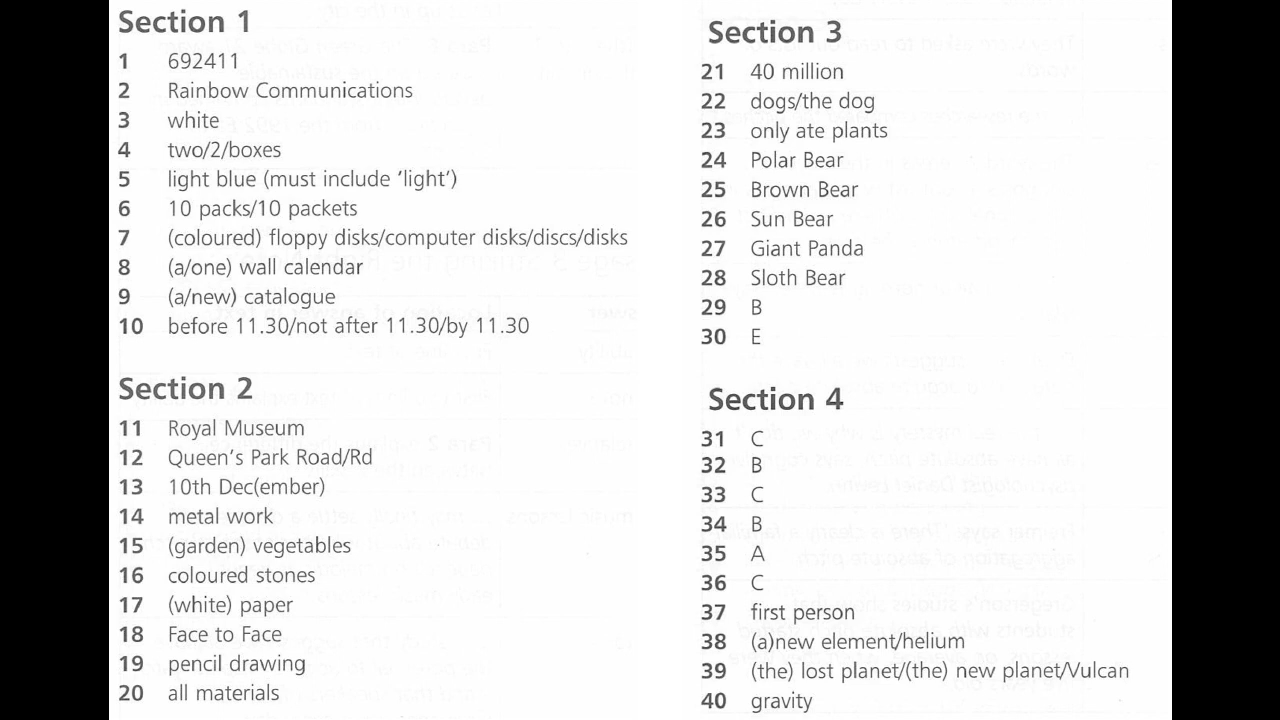 Section 1
1 692411
2 Rainbow Communications
3 white
4 two/2/boxes
5 light blue (must include 'light')
6 10 packs/10 packets
7 (coloured) floppy disks/computer disks/discs/disks
8 (a/one) wall calendar
9 (a/new) catalogue
10 before 11.30/not after 11.30/by 11.30
Section 2
11 Royal Museum
12 Queen's Park Road/Rd
13 10th Dec(ember)
14 metal work
15 (garden) vegetables
16 coloured stones
17 (white) paper
18 Face to Face
19 pencil drawing
20 all materials
Section 3
21 40 million
22 dogs/the dog
23 only ate plants
24 Polar Bear
25 Brown Bear
26 Sun Bear
27 Giant Panda
28 Sloth Bear
29 B
30 E
Section 4
31 C
32 B
33 C
34 B
35 A
36 C
37 first person
38 (a)new element/helium
39 (the) lost planet/(the) new planet/Vulcan
40 gravity